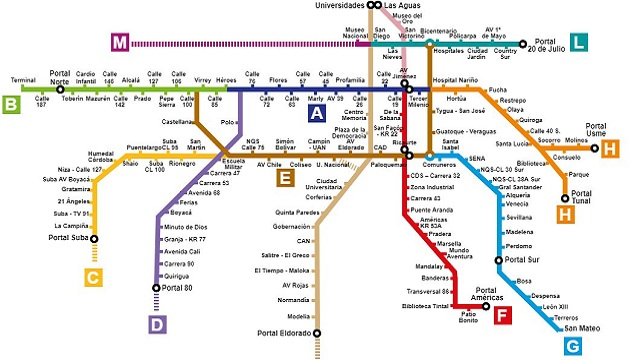 Universidades
Las Aguas
Museo del
Oro
Museo
Nacional
San
Diego
San
Victorino
Bicentenario
Policarpa
AV 1°
de Mayo
Portal
20 de Julio
M
L
Las
Nieves
Hospitales
Ciudad
Jardín
Country
Sur
Terminal
Portal
Norte
Cardio
Infantil
Calle
146
Alcalá
Calle
127
Calle
106
Virrey
Héroes
Calle
76
Flores
Calle
57
Calle
45
Profamilia
Calle
26
Calle
22
AV
Jiménez
Hospital Nariño
B
Calle
187
Toberín
Mazurén
Calle
142
Prado
Pepe
Sierra
Calle
100
Calle
85
Calle
72
Calle
63
Marly
AV 39
Calle
26
Calle
19
Tercer
Milenio
Hortúa
A
Fucha
Restrepo
Olaya
Quiroga
Calle 40 S.
Santa Lucía
Socorro
Molinos
Portal
Usme
H
Consuelo
Biblioteca
Parque
Portal
Tunal
H
Castellana
Polo
Centro
Memoria
Plaza de la
Democracia
De la
Sabana
San Façon
- KR 22
Ricaurte
Tygua - San José
Guatoque - Veraguas
Humedal
Córdoba
Puentelargo
Suba
CL 95
San
Martín
NQS
Calle 75
Simón
Bolívar
Campín
- UAN
AV
Eldorado
CAD
Santa
Isabel
SENA
Niza - Calle 127
Shaio
Suba
CL 100
Rionegro
Escuela
Militar
AV Chile
Coliseo
U. Nacional
Paloquemao
Comuneros
NQS-CL 30 Sur
E
Suba AV Boyacá
Gratamira
21 Ángeles
Suba - TV 91
La Campiña
Portal Suba
C
Carrera 47
Carrera 53
Avenida 68
Ferias
Boyacá
Minuto de Dios
Granja - KR 77
Avenida Cali
Carrera 90
Quirigua
Portal 80
D
Ciudad
Universitaria
Corferias
Quinta Paredes
Gobernación
CAN
Salitre - El Greco
El Tiempo - Maloka
AV Rojas
Normandía
Modelia
Portal Eldorado
CDS - Carrera 32
Zona Industrial
Carrera 43
Puente Aranda
Américas
KR 53A
Pradera
Marsella
Mundo
Aventura
Mandalay
Banderas
Transversal 86
Biblioteca Tintal
Patio
Bonito
Portal
Américas
F
NQS-CL 38A Sur
Gral Santander
Alquería
Venecia
Sevillana
Madelena
Perdomo
Portal Sur
Bosa
Despensa
León XIII
Terreros
San Mateo
G